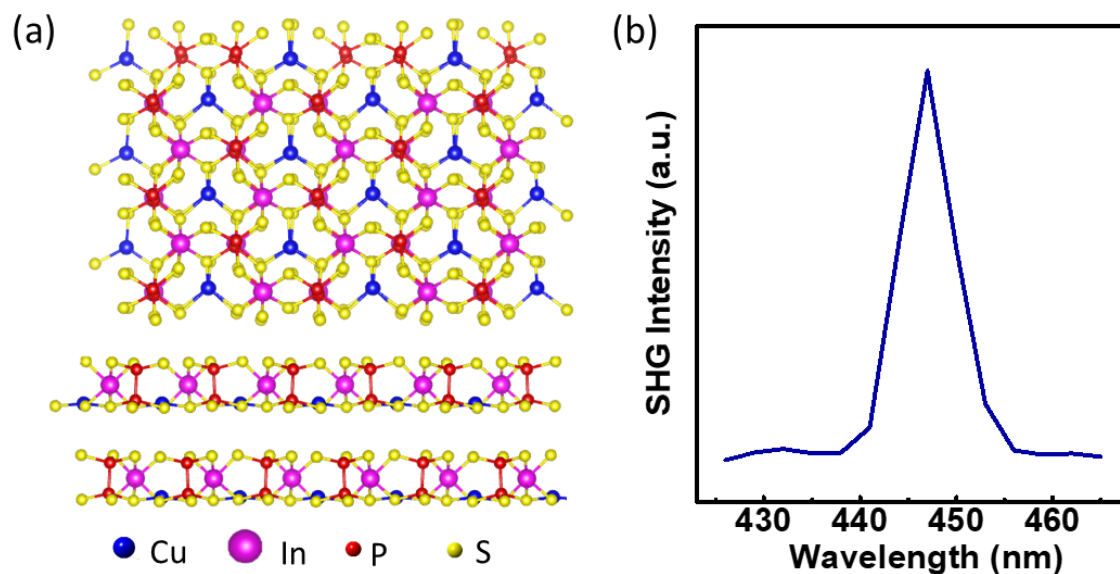 (a)
(b)
Cu In P S
SHG Intensity (a.u.)
430 440 450 460
Wavelength (nm)